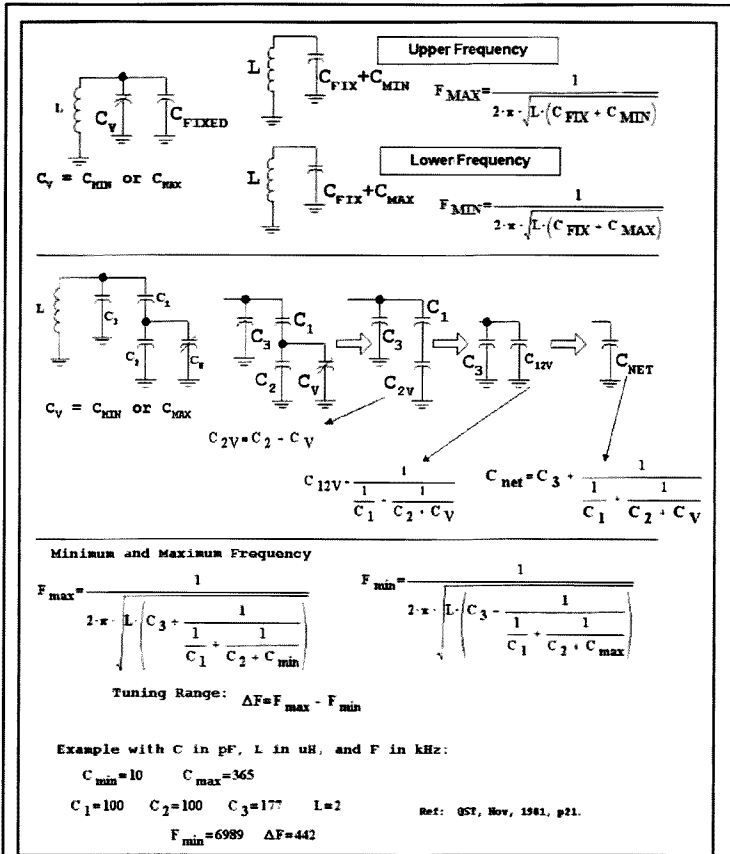 Upper Frequency
L
C_FIX+C_MIN
F_MAX= 1 / (2·π·√(L·(C_FIX + C_MIN)))
L
C_V
C_FIXED
Lower Frequency
L
C_FIX+C_MAX
C_V = C_MIN or C_MAX
F_MIN= 1 / (2·π·√(L·(C_FIX + C_MAX)))
L
C_3
C_1
C_2
C_V
C_3
C_1
C_2
C_V
C_3
C_1
C_2V
C_3
C_12V
C_NET
C_V = C_MIN or C_MAX
C_2V=C_2 - C_V
C_12V- 1 / (1/C_1 - 1/(C_2 + C_V))
C_net=C_3 + 1 / (1/C_1 + 1/(C_2 + C_V))
Minimum and Maximum Frequency
F_max= 1 / (2·π·√(L·(C_3 + 1 / (1/C_1 + 1/(C_2 + C_min)))))
F_min= 1 / (2·π·√(L·(C_3 - 1 / (1/C_1 + 1/(C_2 + C_max)))))
Tuning Range: ΔF=F_max - F_min
Example with C in pF, L in uH, and F in kHz:
C_min=10 C_max=365
C_1=100 C_2=100 C_3=177 L=2
Ref: QST, Nov, 1981, p21.
F_min=6989 ΔF=442